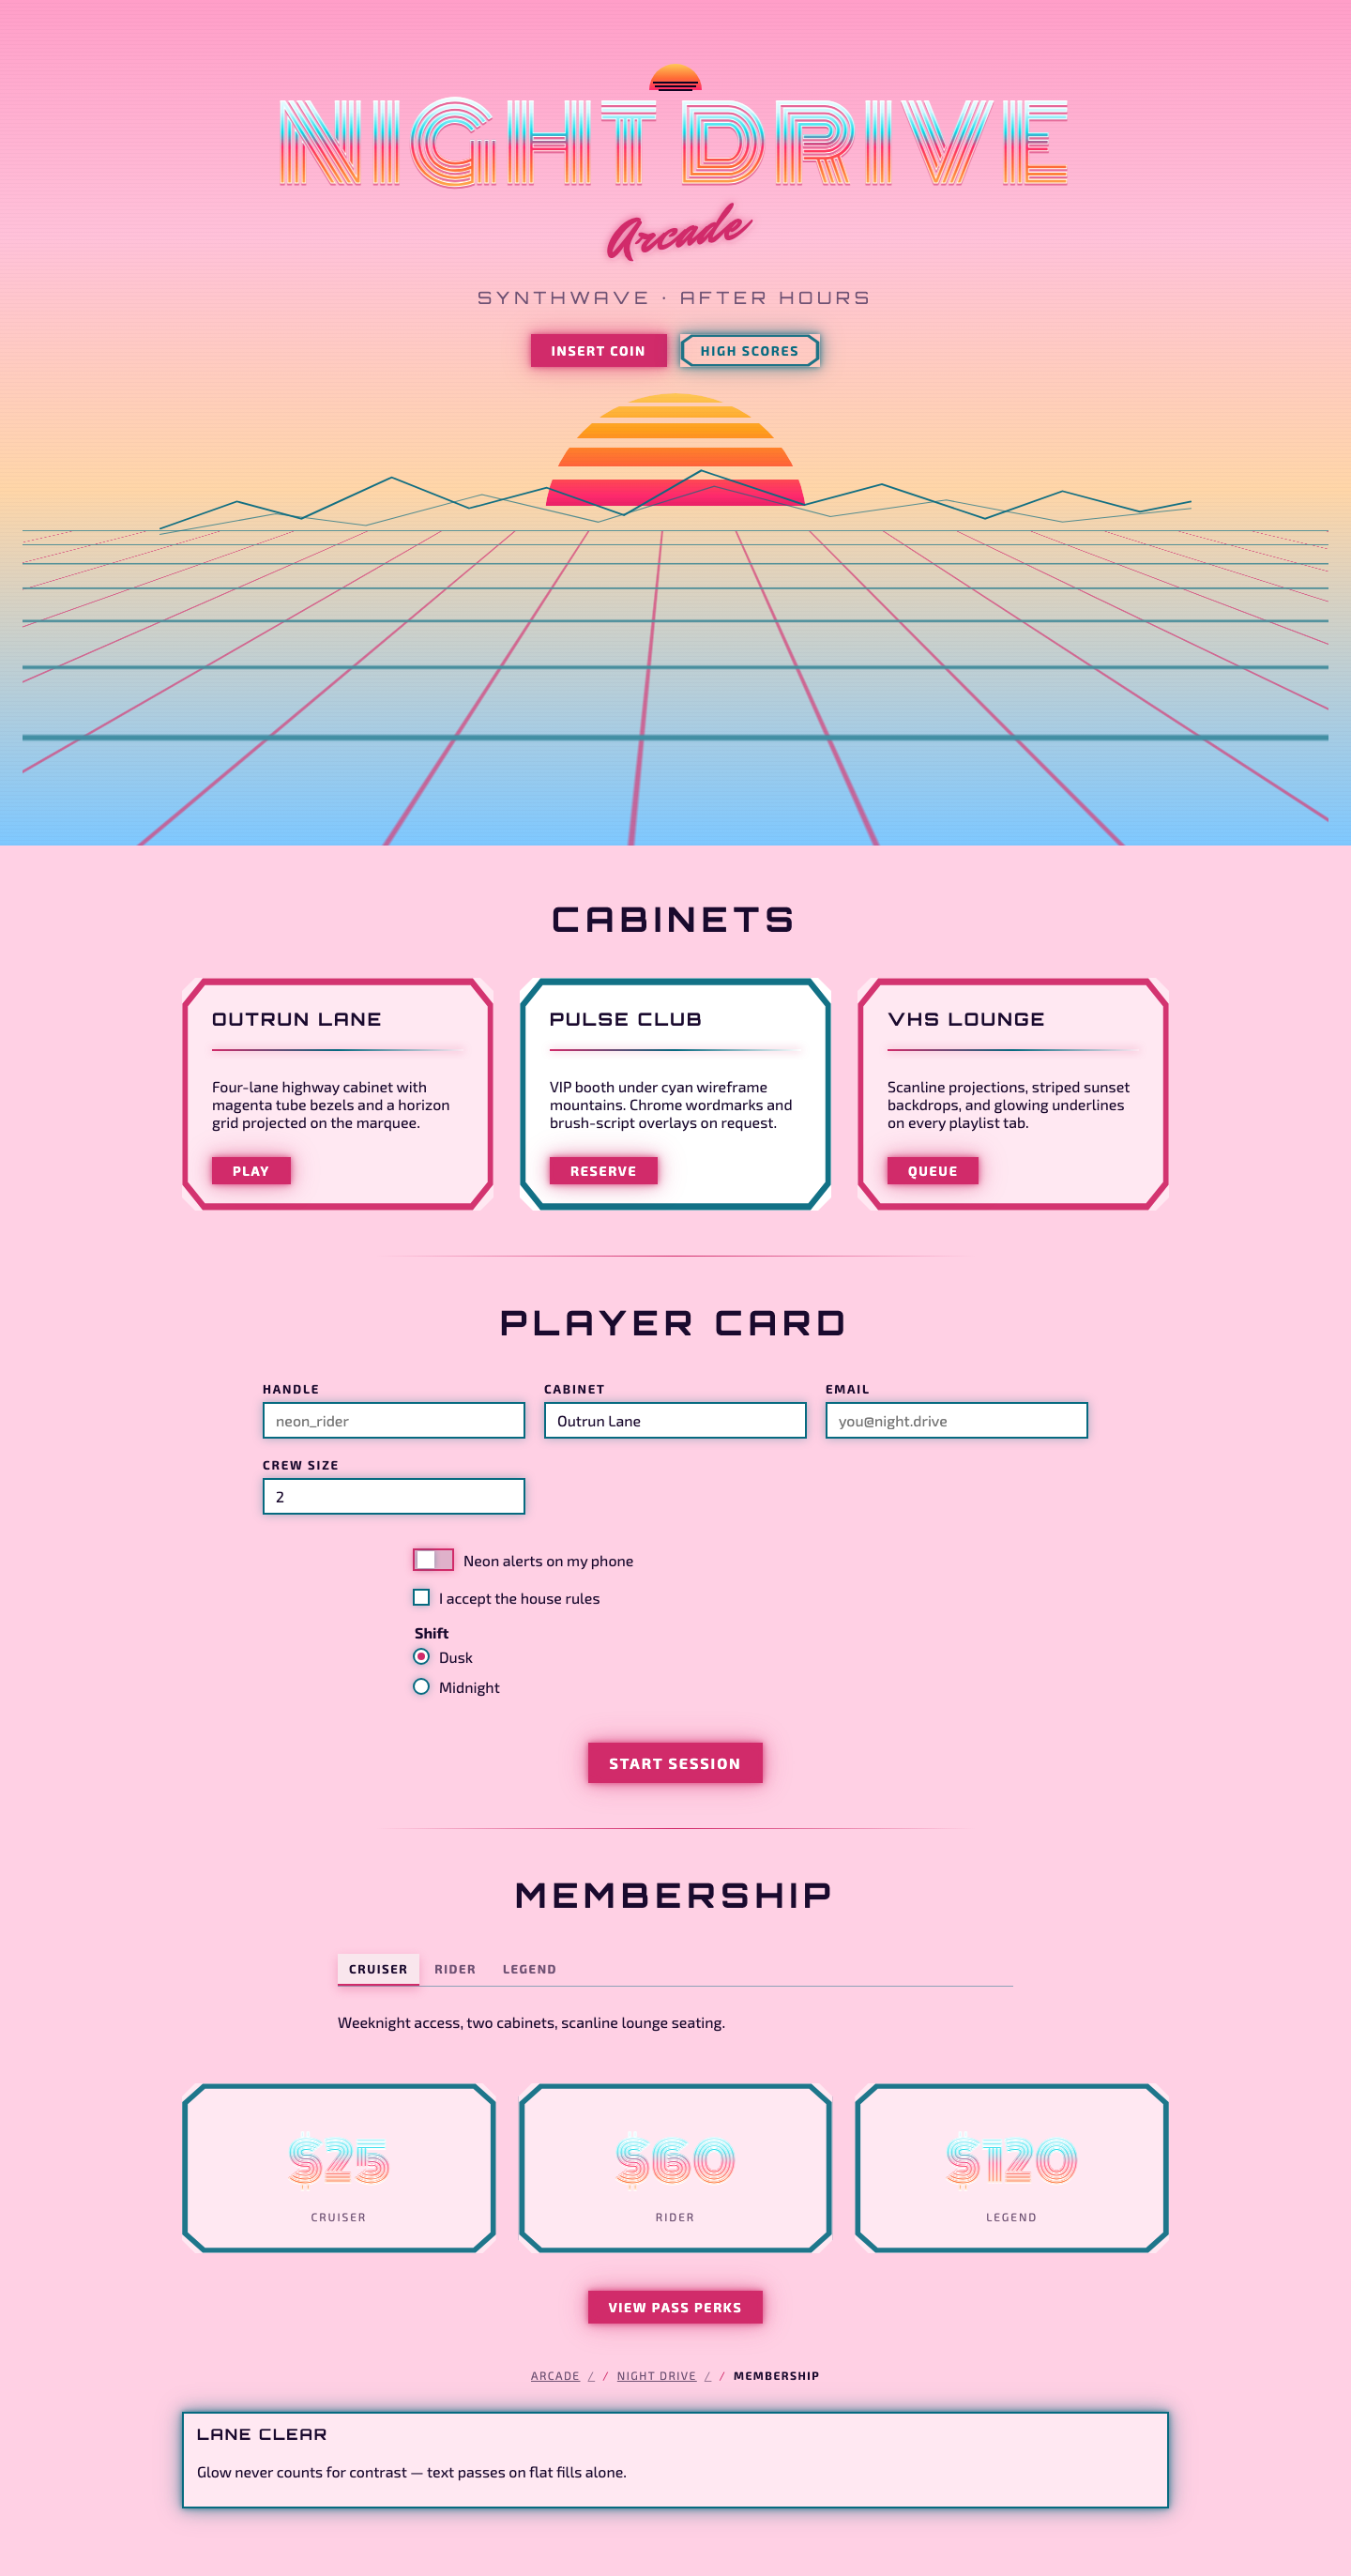 NIGHT DRIVE
Arcade
SYNTHWAVE · AFTER HOURS
INSERT COIN
HIGH SCORES
CABINETS
OUTRUN LANE
Four-lane highway cabinet with
magenta tube bezels and a horizon
grid projected on the marquee.
PLAY
PULSE CLUB
VIP booth under cyan wireframe
mountains. Chrome wordmarks and
brush-script overlays on request.
RESERVE
VHS LOUNGE
Scanline projections, striped sunset
backdrops, and glowing underlines
on every playlist tab.
QUEUE
PLAYER CARD
HANDLE
neon_rider
CABINET
Outrun Lane
EMAIL
you@night.drive
CREW SIZE
2
Neon alerts on my phone
I accept the house rules
Shift
Dusk
Midnight
START SESSION
MEMBERSHIP
CRUISER RIDER LEGEND
Weeknight access, two cabinets, scanline lounge seating.
$25
CRUISER
$60
RIDER
$120
LEGEND
VIEW PASS PERKS
ARCADE / / NIGHT DRIVE / / MEMBERSHIP
LANE CLEAR
Glow never counts for contrast — text passes on flat fills alone.